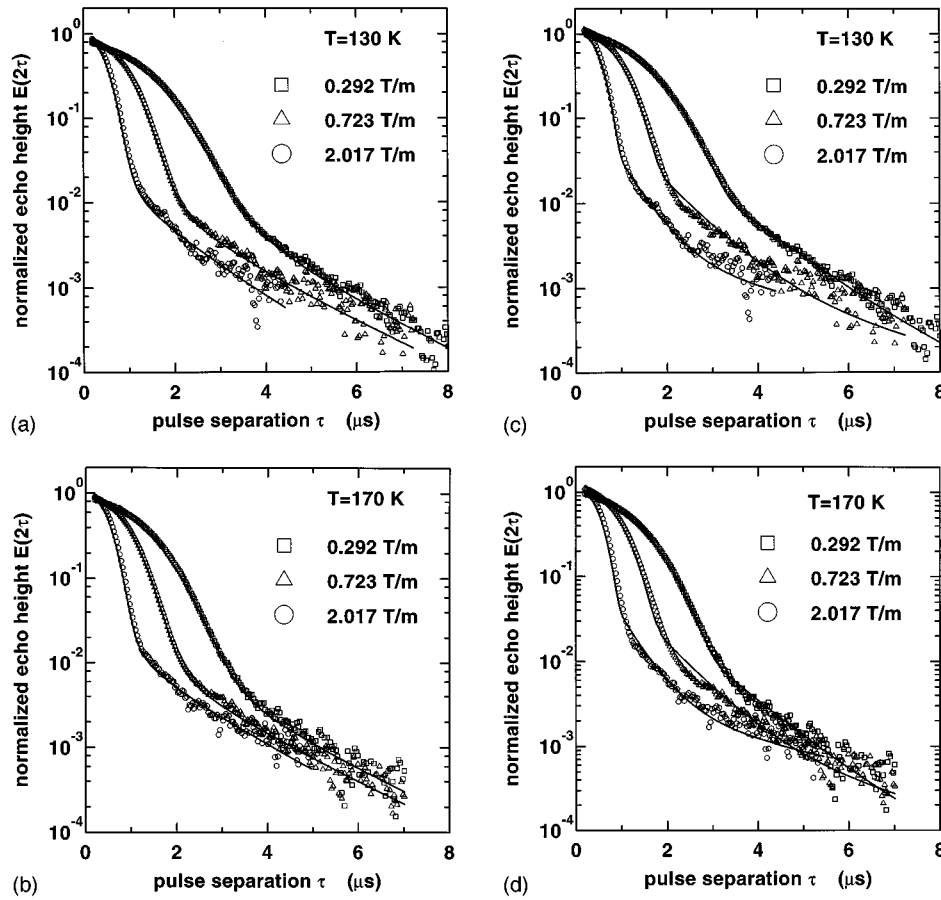 normalized echo height E(2τ)
10^0
10^-1
10^-2
10^-3
10^-4
T=130 K
0.292 T/m
0.723 T/m
2.017 T/m
0 2 4 6 8
pulse separation τ (μs)
(a)
normalized echo height E(2τ)
10^0
10^-1
10^-2
10^-3
10^-4
T=130 K
0.292 T/m
0.723 T/m
2.017 T/m
0 2 4 6 8
pulse separation τ (μs)
(c)
normalized echo height E(2τ)
10^0
10^-1
10^-2
10^-3
10^-4
T=170 K
0.292 T/m
0.723 T/m
2.017 T/m
0 2 4 6 8
pulse separation τ (μs)
(b)
normalized echo height E(2τ)
10^0
10^-1
10^-2
10^-3
10^-4
T=170 K
0.292 T/m
0.723 T/m
2.017 T/m
0 2 4 6 8
pulse separation τ (μs)
(d)